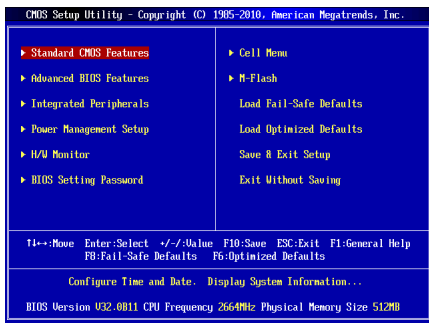 CMOS Setup Utility - Copyright (C) 1985-2010, American Megatrends, Inc.
▶ Standard CMOS Features
▶ Advanced BIOS Features
▶ Integrated Peripherals
▶ Power Management Setup
▶ H/W Monitor
▶ BIOS Setting Password
▶ Cell Menu
▶ M-Flash
Load Fail-Safe Defaults
Load Optimized Defaults
Save & Exit Setup
Exit Without Saving
↑↓←→:Move Enter:Select +/-/:Value F10:Save ESC:Exit F1:General Help
F8:Fail-Safe Defaults F6:Optimized Defaults
Configure Time and Date. Display System Information...
BIOS Version V32.0B11 CPU Frequency 2664MHz Physical Memory Size 512MB